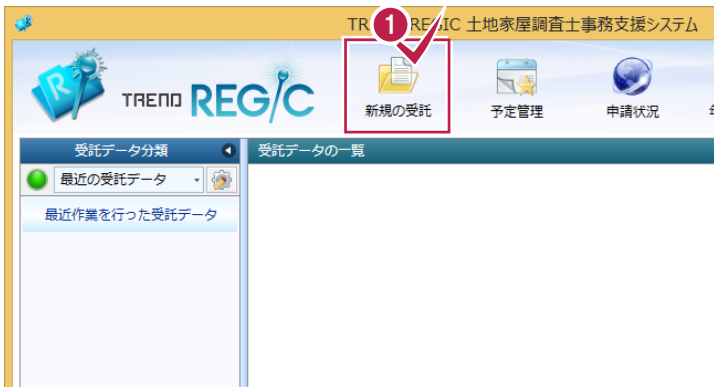 TREND REGIC 土地家屋調査士事務支援システム
1
TREND REGIC
新規の受託
予定管理
申請状況
受託データ分類
受託データの一覧
最近の受託データ
最近作業を行った受託データ